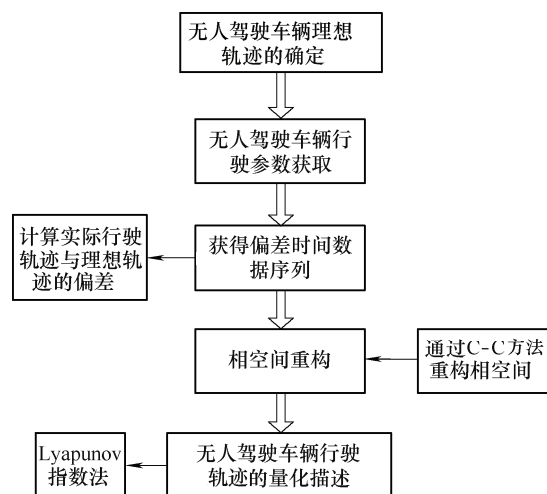 无人驾驶车辆理想
轨迹的确定
无人驾驶车辆行
驶参数获取
计算实际行驶
轨迹与理想轨
迹的偏差
获得偏差时间数
据序列
相空间重构
通过C-C方法
重构相空间
Lyapunov
指数法
无人驾驶车辆行驶
轨迹的量化描述